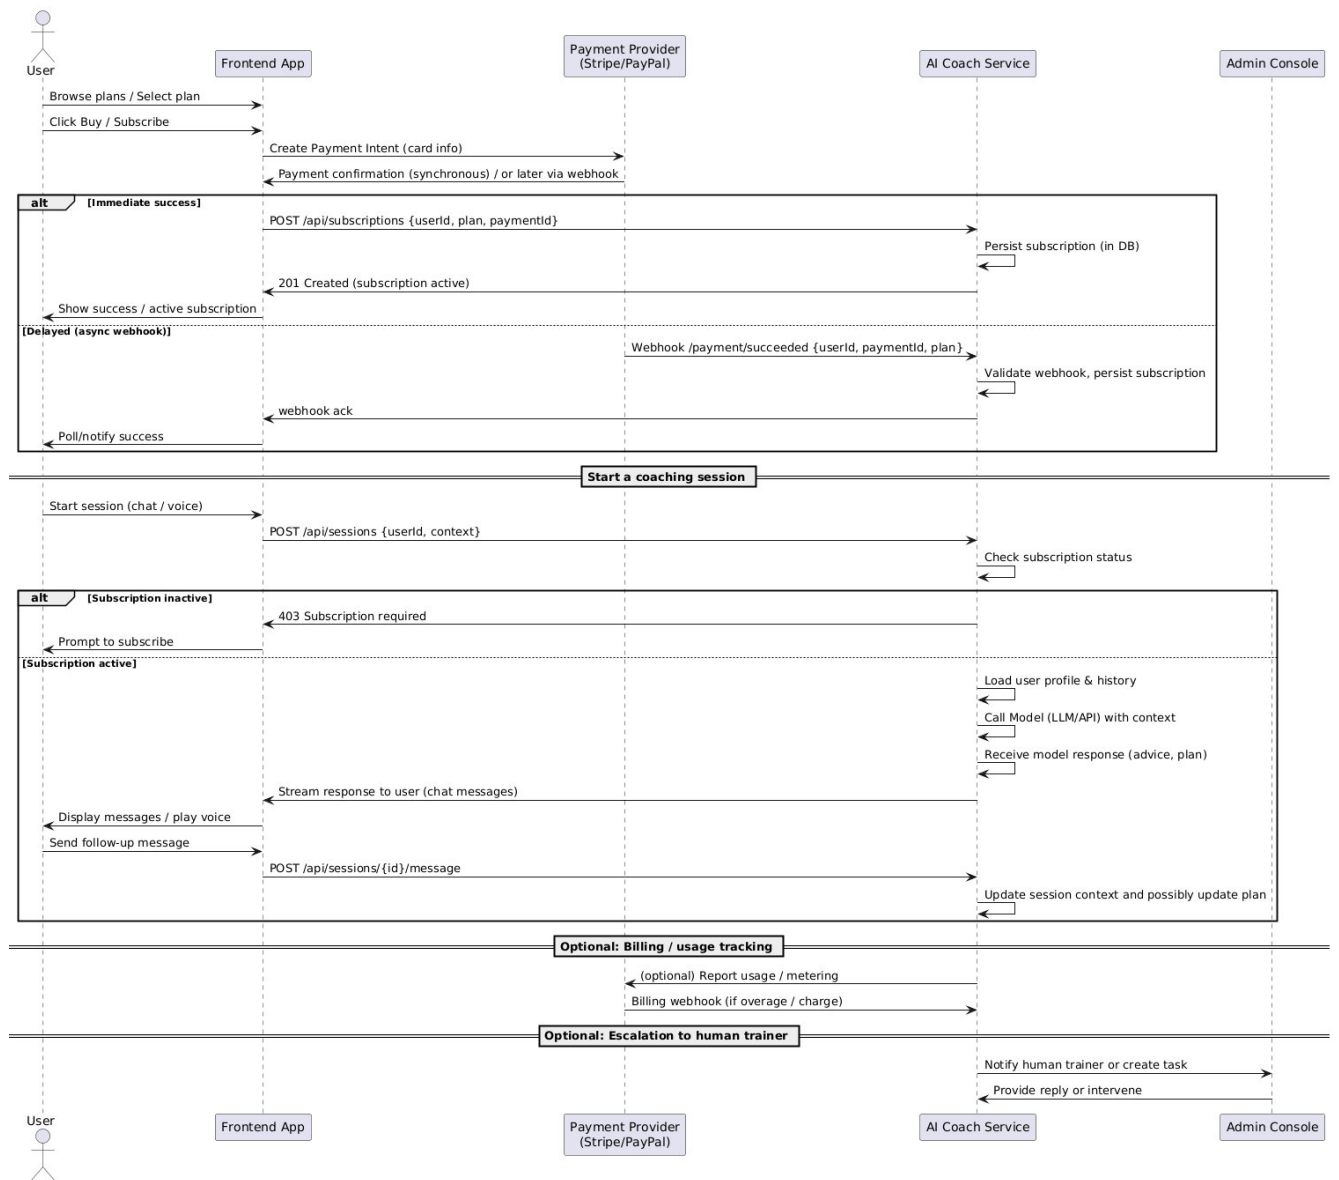 User
Frontend App
Payment Provider
(Stripe/PayPal)
AI Coach Service
Admin Console
Browse plans / Select plan
Click Buy / Subscribe
Create Payment Intent (card info)
Payment confirmation (synchronous) / or later via webhook
alt [Immediate success]
POST /api/subscriptions {userId, plan, paymentId}
Persist subscription (in DB)
201 Created (subscription active)
Show success / active subscription
[Delayed (async webhook)]
Webhook /payment/succeeded {userId, paymentId, plan}
Validate webhook, persist subscription
webhook ack
Poll/notify success
Start a coaching session
Start session (chat / voice)
POST /api/sessions {userId, context}
Check subscription status
alt [Subscription inactive]
403 Subscription required
Prompt to subscribe
[Subscription active]
Load user profile & history
Call Model (LLM/API) with context
Receive model response (advice, plan)
Stream response to user (chat messages)
Display messages / play voice
Send follow-up message
POST /api/sessions/{id}/message
Update session context and possibly update plan
Optional: Billing / usage tracking
(optional) Report usage / metering
Billing webhook (if overage / charge)
Optional: Escalation to human trainer
Notify human trainer or create task
Provide reply or intervene
User
Frontend App
Payment Provider
(Stripe/PayPal)
AI Coach Service
Admin Console